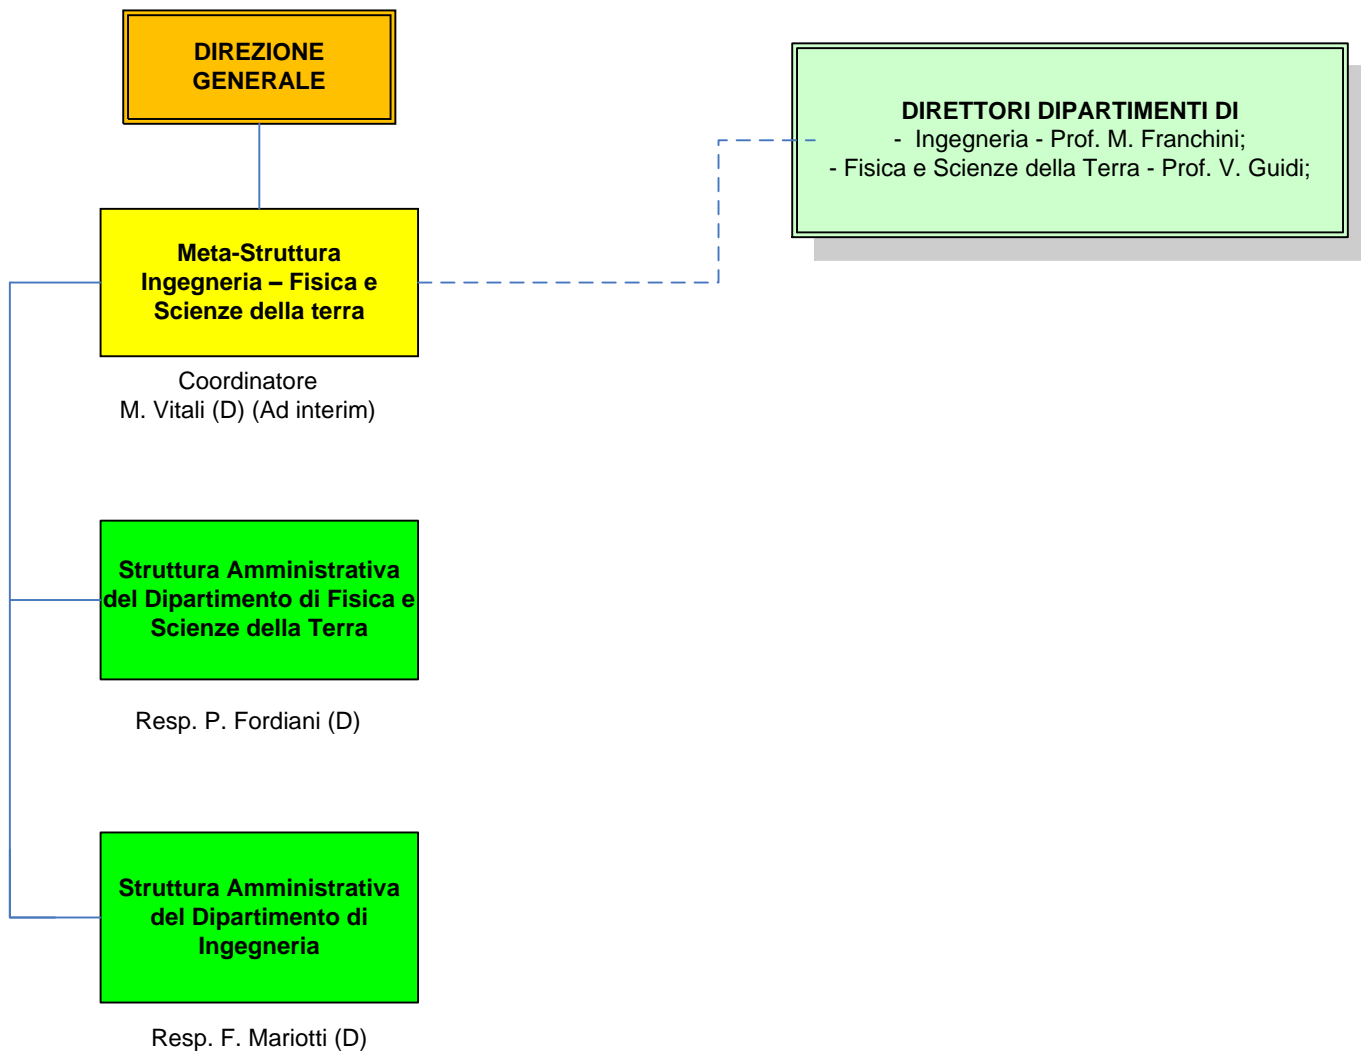 DIREZIONE
GENERALE
DIRETTORI DIPARTIMENTI DI
- Ingegneria - Prof. M. Franchini;
- Fisica e Scienze della Terra - Prof. V. Guidi;
Meta-Struttura
Ingegneria – Fisica e
Scienze della terra
Coordinatore
M. Vitali (D) (Ad interim)
Struttura Amministrativa
del Dipartimento di Fisica e
Scienze della Terra
Resp. P. Fordiani (D)
Struttura Amministrativa
del Dipartimento di
Ingegneria
Resp. F. Mariotti (D)